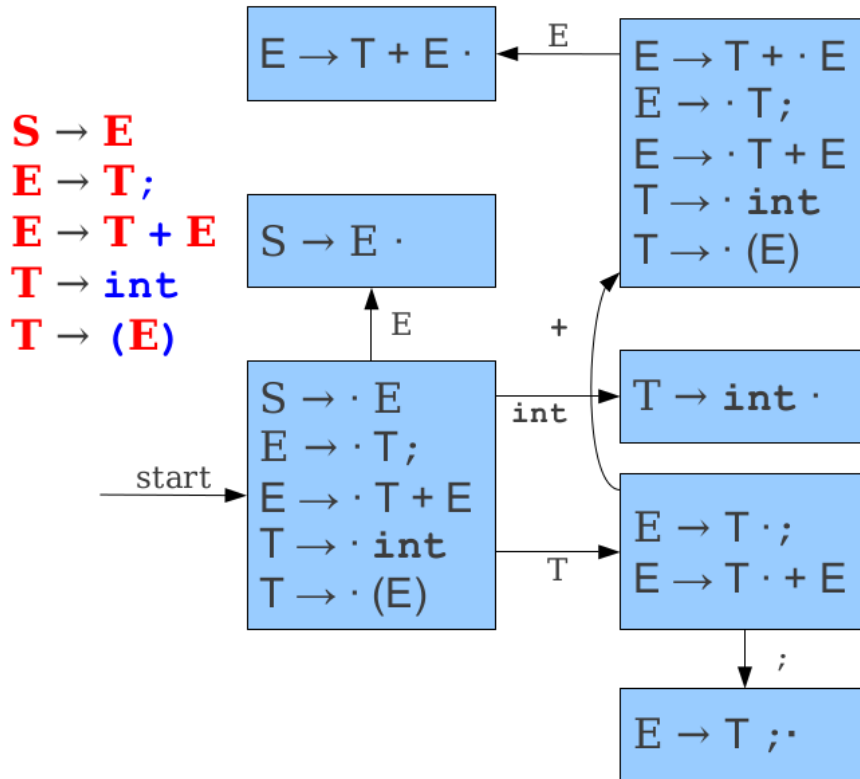 S → E
E → T ;
E → T + E
T → int
T → (E)
E → T + E ·
E
E → T + · E
E → · T ;
E → · T + E
T → · int
T → · (E)
S → E ·
E
+
start
S → · E
E → · T ;
E → · T + E
T → · int
T → · (E)
int
T → int ·
T
E → T · ;
E → T · + E
;
E → T ; ·